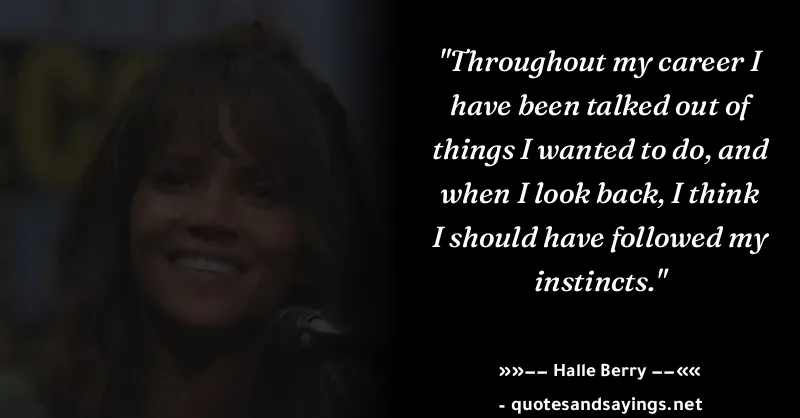 "Throughout my career I
have been talked out of
things I wanted to do, and
when I look back, I think
I should have followed my
instincts."
»»—— Halle Berry ——««
- quotesandsayings.net